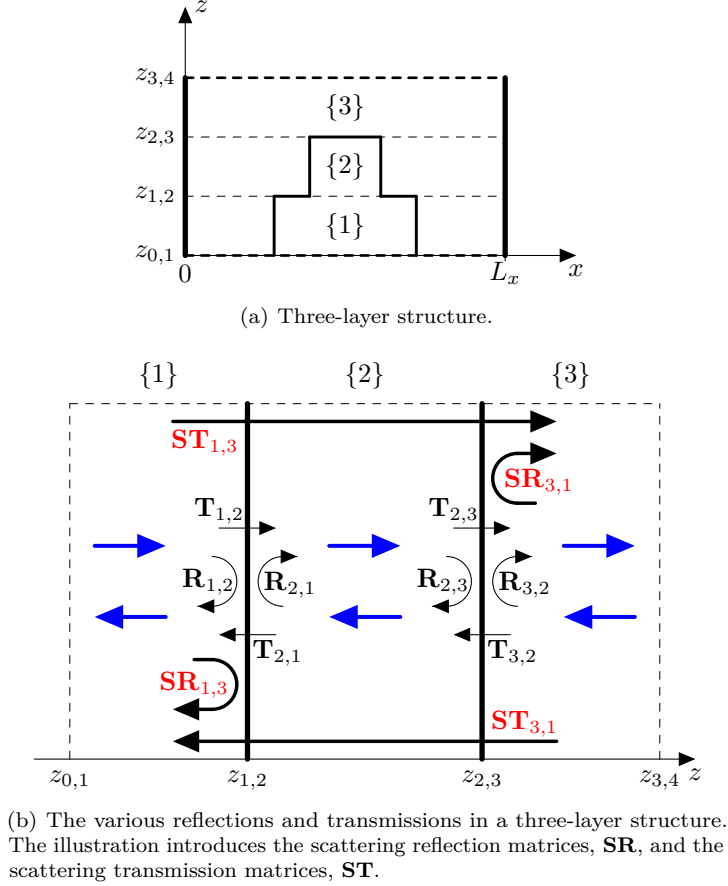 z
z3,4
{3}
z2,3
{2}
z1,2
{1}
z0,1
0
Lx
x
(a) Three-layer structure.
{1}
{2}
{3}
ST1,3
SR3,1
T1,2
T2,3
R1,2
R2,1
R2,3
R3,2
T2,1
T3,2
SR1,3
ST3,1
z0,1
z1,2
z2,3
z3,4
z
(b) The various reflections and transmissions in a three-layer structure.
The illustration introduces the scattering reflection matrices, SR, and the
scattering transmission matrices, ST.